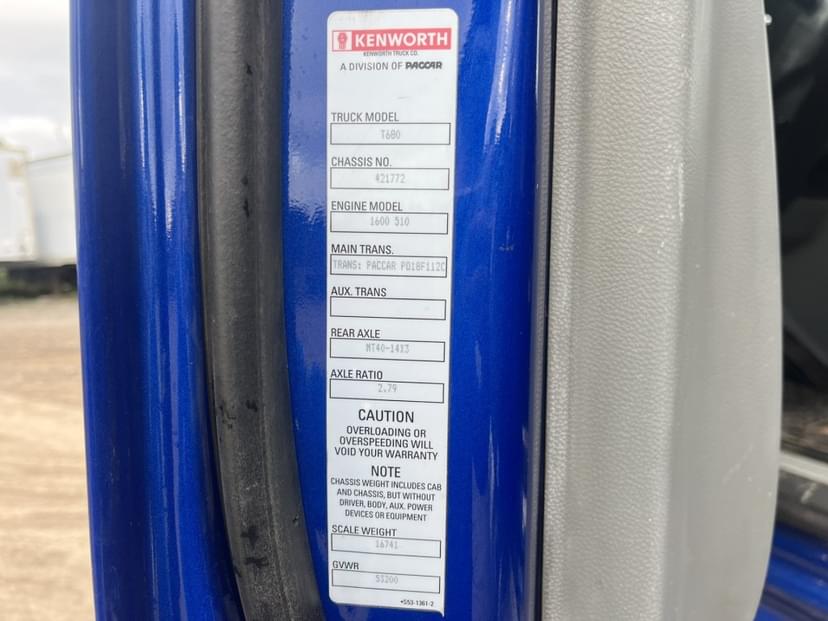 KENWORTH
KENWORTH TRUCK CO.
A DIVISION OF PACCAR
TRUCK MODEL
T680
CHASSIS NO.
421772
ENGINE MODEL
1600 510
MAIN TRANS.
TRANS: PACCAR PO18F112C
AUX. TRANS
REAR AXLE
MT40-14X3
AXLE RATIO
2.79
CAUTION
OVERLOADING OR
OVERSPEEDING WILL
VOID YOUR WARRANTY
NOTE
CHASSIS WEIGHT INCLUDES CAB
AND CHASSIS, BUT WITHOUT
DRIVER, BODY, AUX. POWER
DEVICES OR EQUIPMENT
SCALE WEIGHT
16741
GVWR
53200
•S53-1361-2